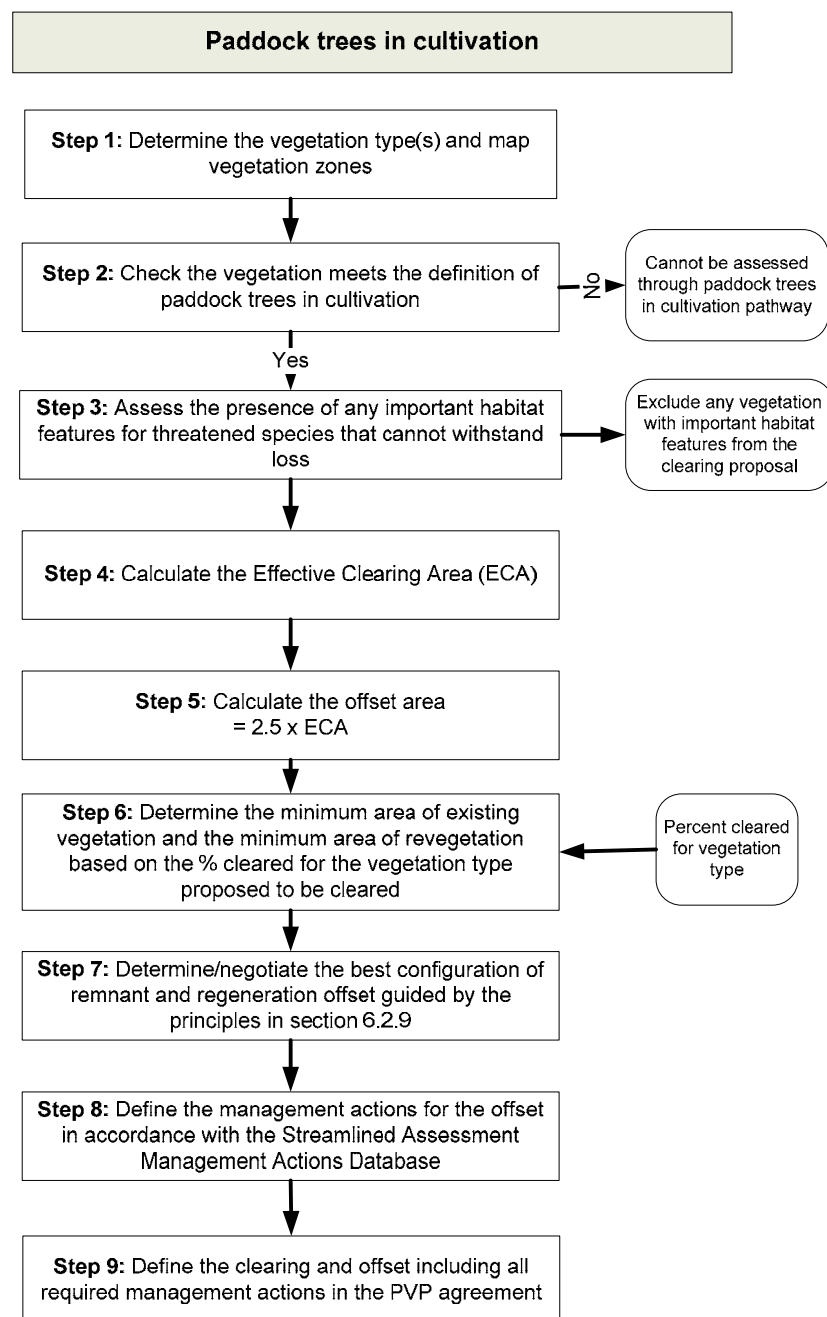 Paddock trees in cultivation
Step 1: Determine the vegetation type(s) and map
vegetation zones
Step 2: Check the vegetation meets the definition of
paddock trees in cultivation
No
Cannot be assessed
through paddock trees
in cultivation pathway
Yes
Step 3: Assess the presence of any important habitat
features for threatened species that cannot withstand
loss
Exclude any vegetation
with important habitat
features from the
clearing proposal
Step 4: Calculate the Effective Clearing Area (ECA)
Step 5: Calculate the offset area
= 2.5 x ECA
Step 6: Determine the minimum area of existing
vegetation and the minimum area of revegetation
based on the % cleared for the vegetation type
proposed to be cleared
Percent cleared
for vegetation
type
Step 7: Determine/negotiate the best configuration of
remnant and regeneration offset guided by the
principles in section 6.2.9
Step 8: Define the management actions for the offset
in accordance with the Streamlined Assessment
Management Actions Database
Step 9: Define the clearing and offset including all
required management actions in the PVP agreement